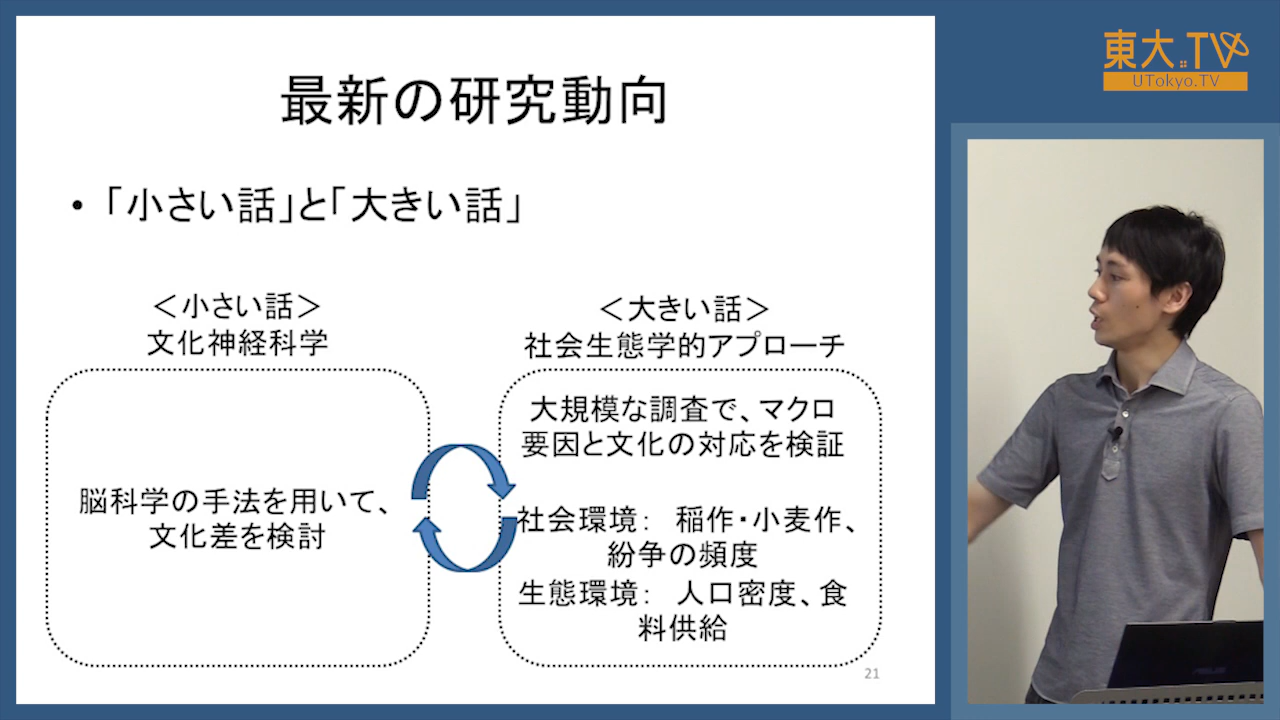 最新の研究動向
• 「小さい話」と「大きい話」
＜小さい話＞
文化神経科学
脳科学の手法を用いて、
文化差を検討
＜大きい話＞
社会生態学的アプローチ
大規模な調査で、マクロ
要因と文化の対応を検証
社会環境：　稲作・小麦作、
紛争の頻度
生態環境：　人口密度、食
料供給
21
東大.TV
UTokyo.TV